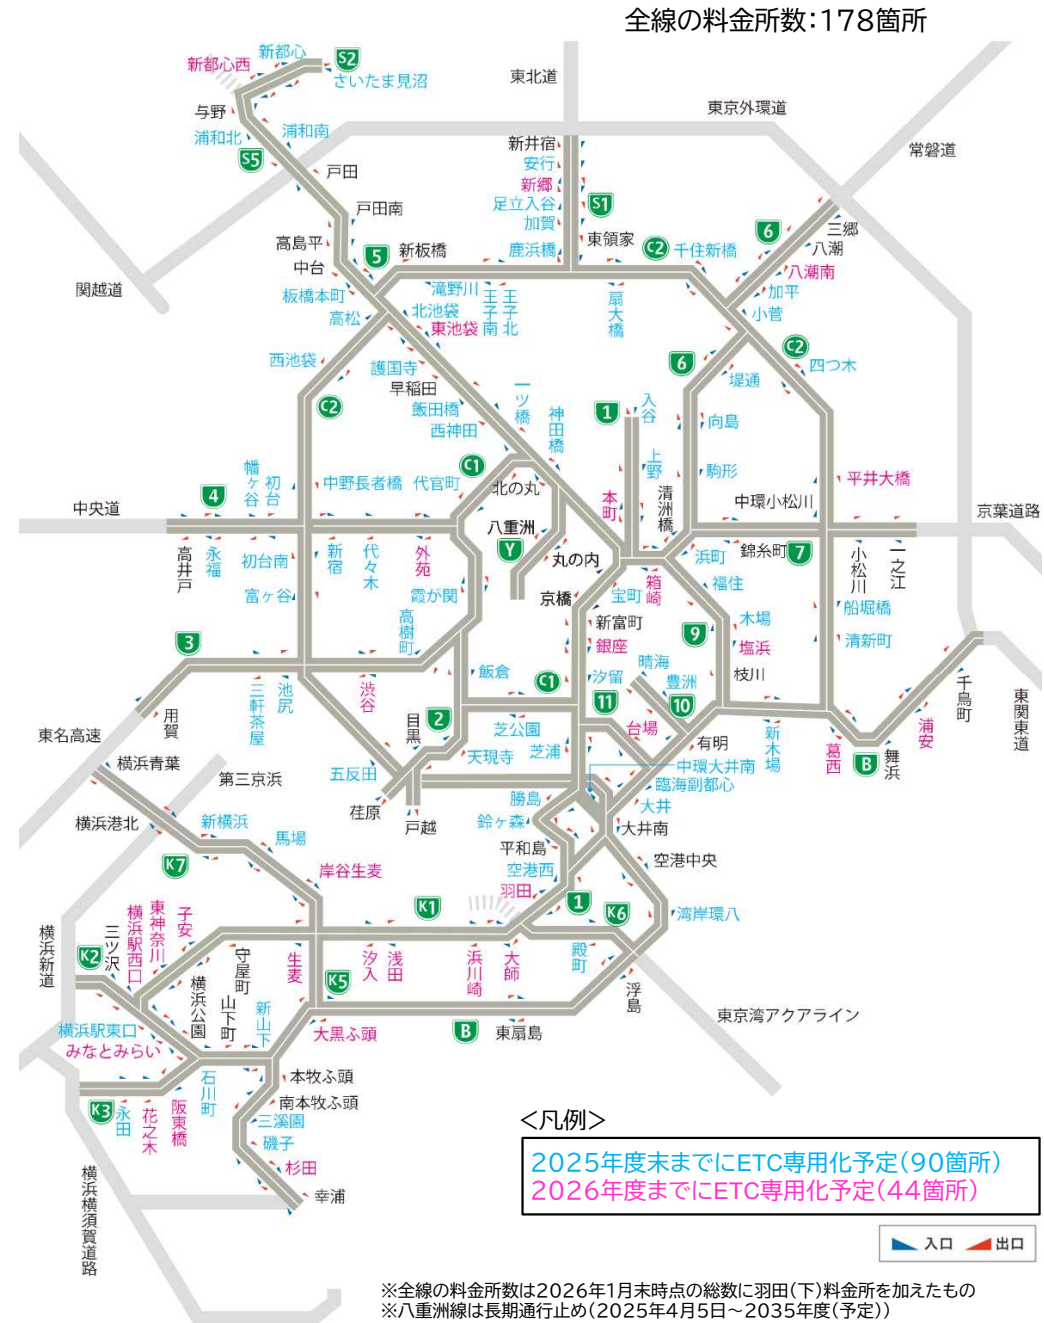 全線の料金所数：178箇所
新都心
S2
新都心西
さいたま見沼
東北道
東京外環道
与野
浦和北
浦和南
S5
新井宿
常磐道
安行
戸田
新郷
足立入谷
S1
戸田南
加賀
6
三郷
高島平
新板橋
鹿浜橋
東領家
C2
千住新橋
八潮
5
中台
八潮南
関越道
板橋本町
滝野川
王子南
王子北
扇大橋
加平
高松
北池袋
小菅
東池袋
C2
西池袋
護国寺
6
四つ木
早稲田
堤通
C2
飯田橋
一ツ橋
神田橋
1
入谷
西神田
向島
上野
C1
幡ヶ谷
初台
中野長者橋
代官町
北の丸
本町
清洲橋
駒形
平井大橋
4
中環小松川
中央道
八重洲
京葉道路
Y
丸の内
浜町
錦糸町
7
高井戸
永福
初台南
新宿
代々木
外苑
小松川
一之江
富ヶ谷
霞が関
京橋
宝町
箱崎
福住
船堀橋
高樹町
新富町
木場
3
銀座
9
塩浜
清新町
晴海
飯倉
C1
汐留
豊洲
枝川
三軒茶屋
池尻
渋谷
11
10
用賀
目黒
2
芝公園
台場
有明
新木場
葛西
浦安
千鳥町
東関東道
東名高速
芝浦
B
舞浜
横浜青葉
天現寺
中環大井南
第三京浜
五反田
臨海副都心
勝島
大井
荏原
戸越
鈴ヶ森
大井南
横浜港北
新横浜
馬場
平和島
空港中央
K7
岸谷生麦
空港西
羽田
K1
1
K6
湾岸環八
横浜新道
K2
三ツ沢
横浜駅西口
東神奈川
子安
守屋町
生麦
K5
汐入
浅田
浜川崎
大師
殿町
浮島
横浜公園
山下町
新山下
横浜駅東口
みなとみらい
大黒ふ頭
B
東扇島
東京湾アクアライン
石川町
本牧ふ頭
K3
永田
花之木
阪東橋
南本牧ふ頭
三溪園
磯子
杉田
幸浦
横浜横須賀道路
＜凡例＞
2025年度末までにETC専用化予定（90箇所）
2026年度までにETC専用化予定（44箇所）
入口
出口
※全線の料金所数は2026年1月末時点の総数に羽田（下）料金所を加えたもの
※八重洲線は長期通行止め（2025年4月5日～2035年度（予定））